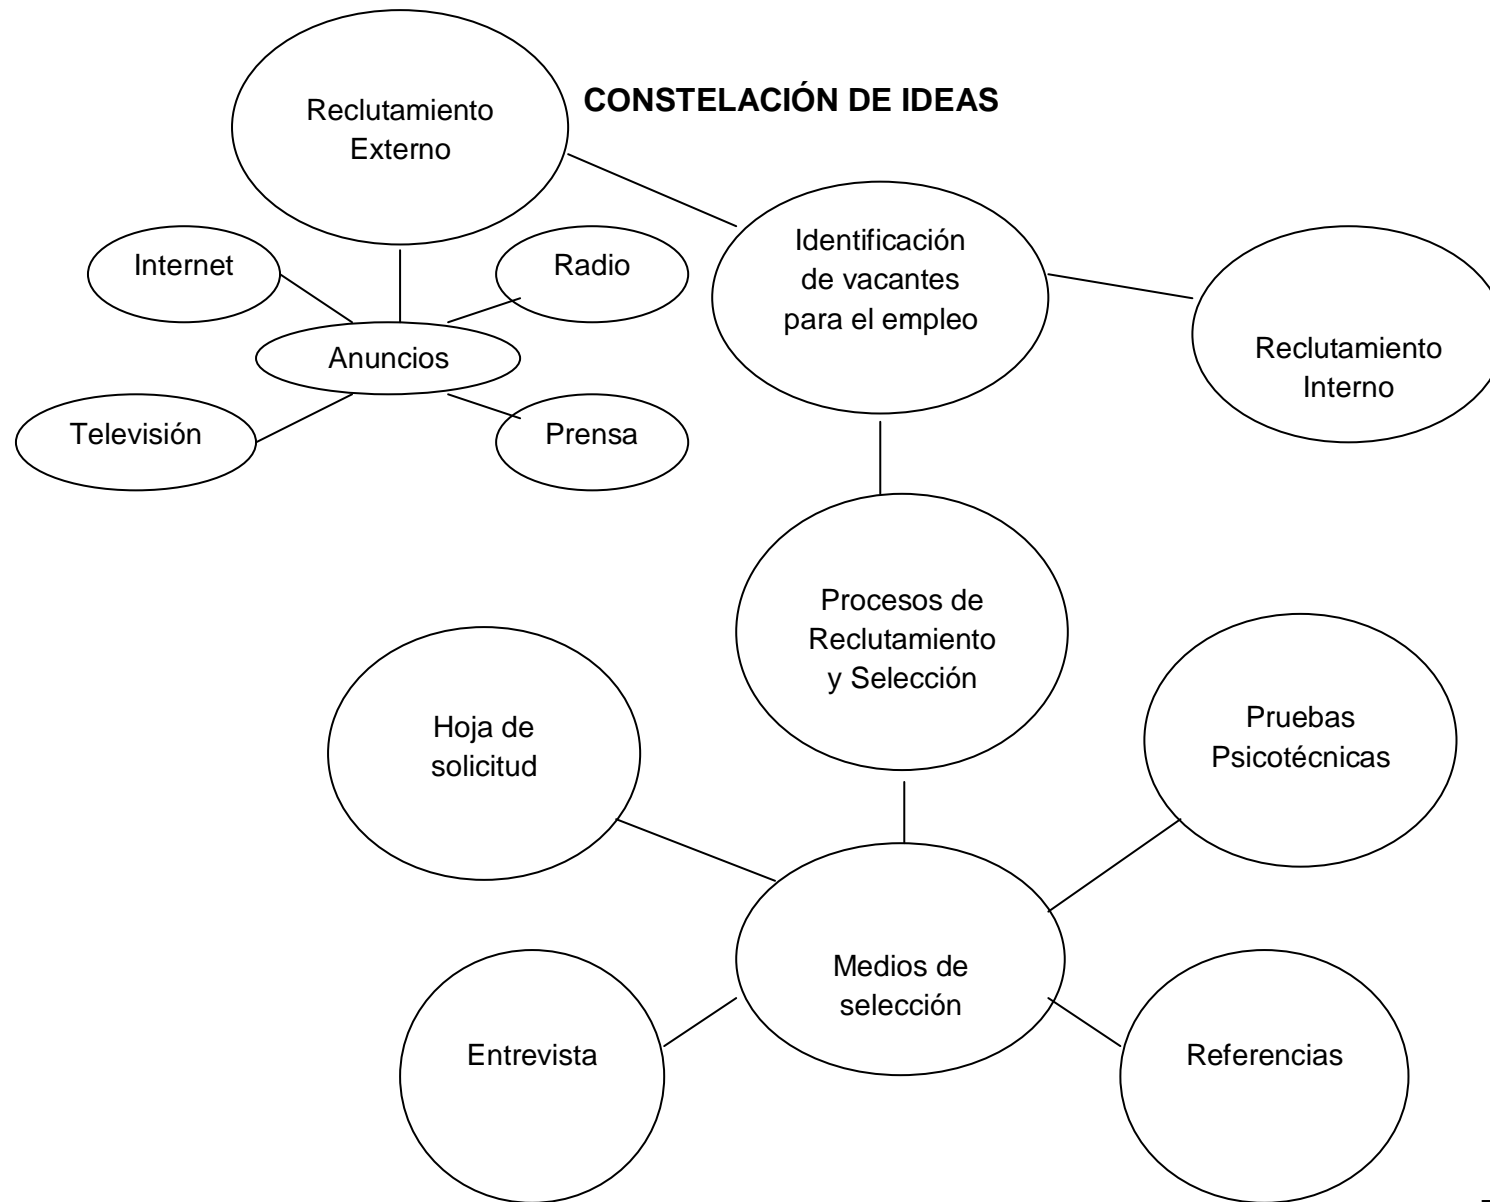 CONSTELACIÓN DE IDEAS
Reclutamiento
Externo
Internet
Radio
Anuncios
Televisión
Prensa
Identificación
de vacantes
para el empleo
Reclutamiento
Interno
Procesos de
Reclutamiento
y Selección
Hoja de
solicitud
Pruebas
Psicotécnicas
Medios de
selección
Entrevista
Referencias